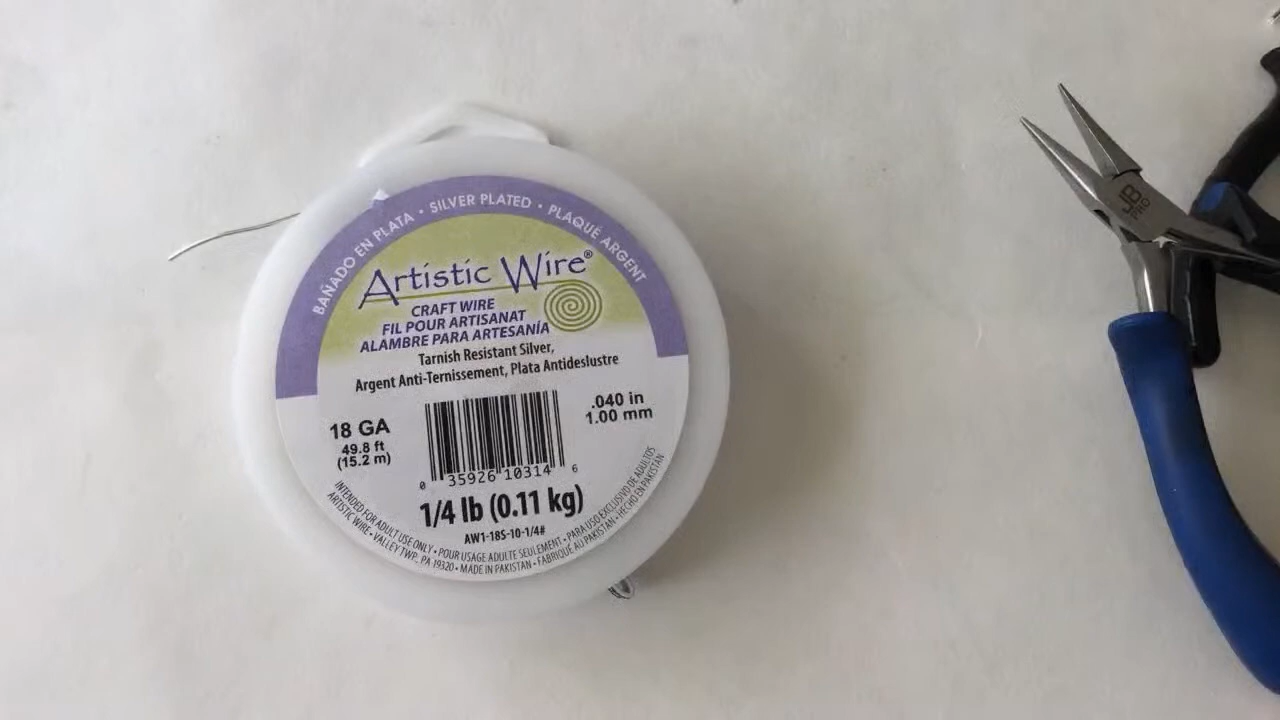 BAÑADO EN PLATA • SILVER PLATED • PLAQUÉ ARGENT
Artistic Wire®
CRAFT WIRE
FIL POUR ARTISANAT
ALAMBRE PARA ARTESANÍA
Tarnish Resistant Silver,
Argent Anti-Ternissement, Plata Antideslustre
18 GA
49.8 ft
(15.2 m)
.040 in
1.00 mm
0 35926 10314 6
1/4 lb (0.11 kg)
AW1-18S-10-1/4#
INTENDED FOR ADULT USE ONLY • POUR USAGE ADULTE SEULEMENT • PARA USO EXCLUSIVO DE ADULTOS
ARTISTIC WIRE • VALLEY TWP, PA 19320 • MADE IN PAKISTAN • FABRIQUÉ AU PAKISTAN • HECHO EN PAKISTAN
JB
PRO